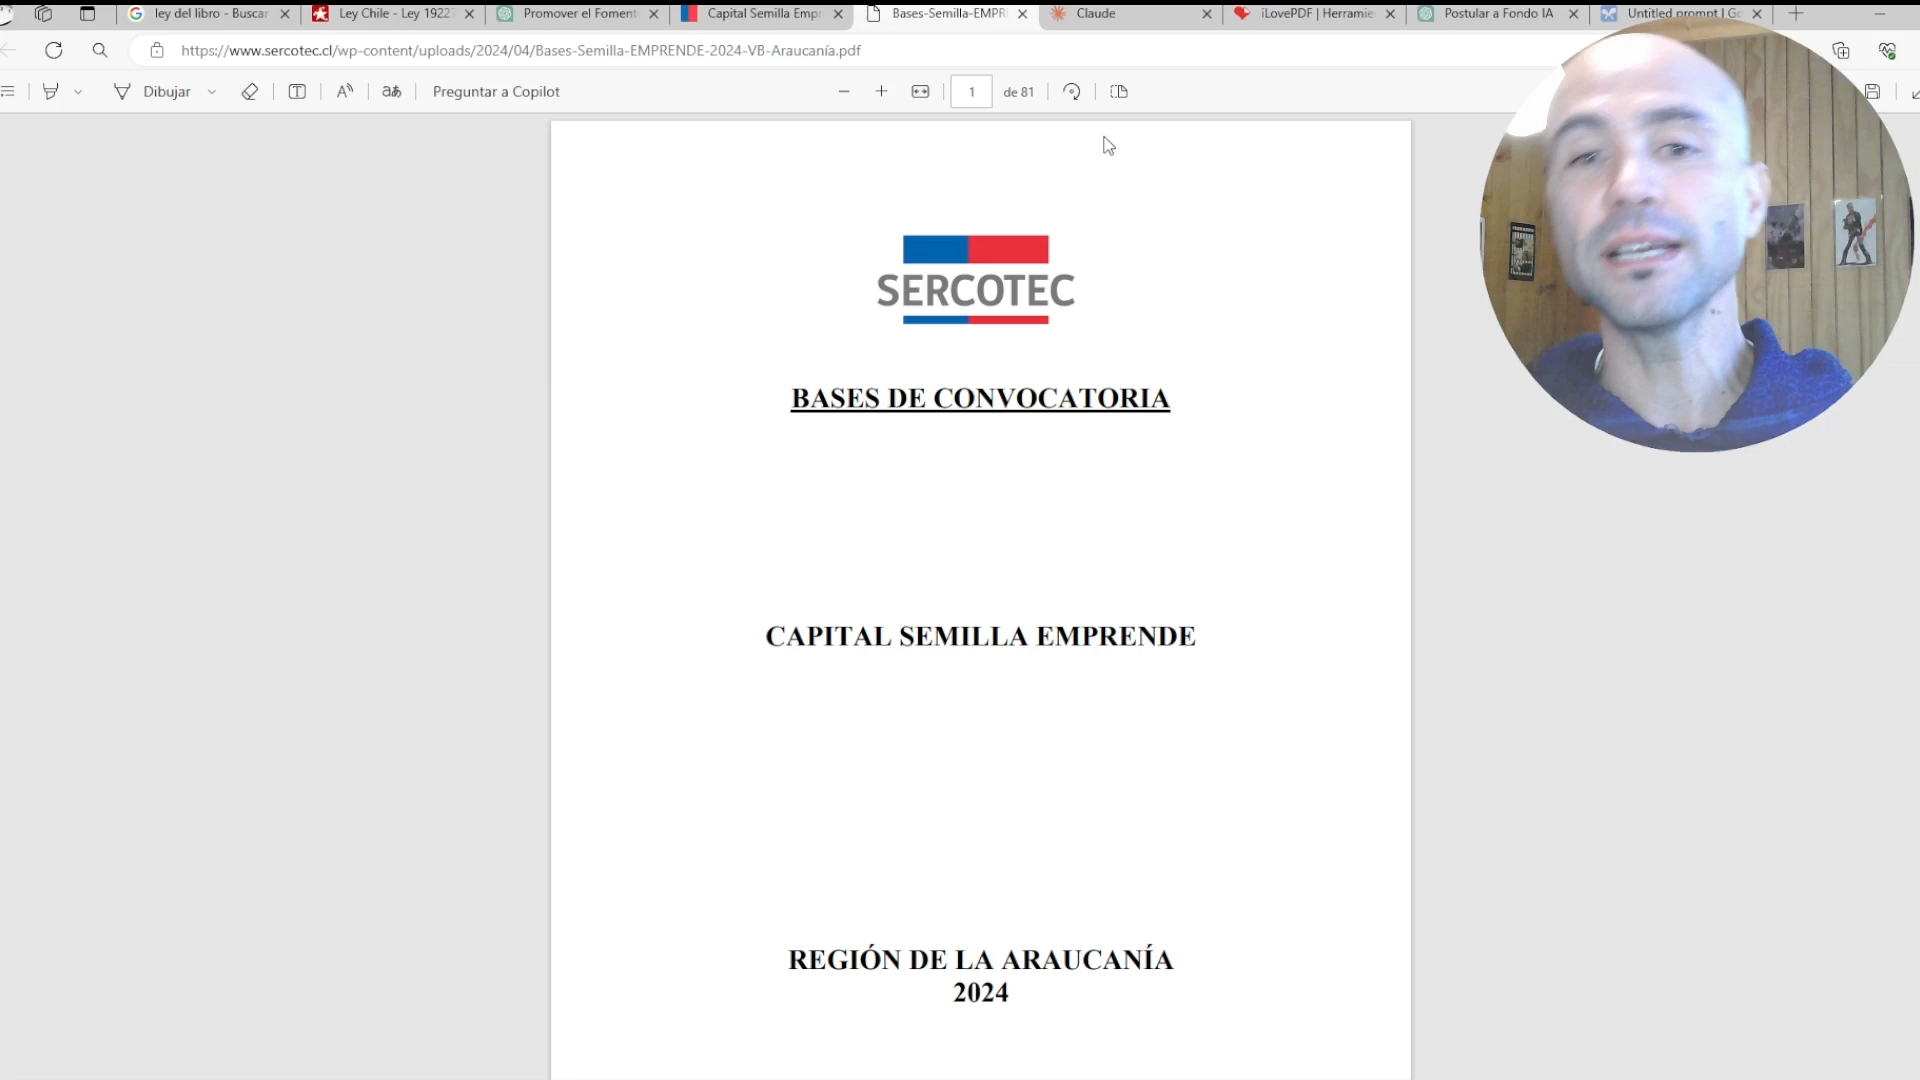 ley del libro - Buscar
Ley Chile - Ley 1922
Promover el Foment
Capital Semilla Empr
Bases-Semilla-EMPR
Claude
iLovePDF | Herramie
Postular a Fondo IA
Untitled prompt | Go
https://www.sercotec.cl/wp-content/uploads/2024/04/Bases-Semilla-EMPRENDE-2024-VB-Araucanía.pdf
Dibujar
aあ
Preguntar a Copilot
1
de 81
SERCOTEC
BASES DE CONVOCATORIA
CAPITAL SEMILLA EMPRENDE
REGIÓN DE LA ARAUCANÍA
2024